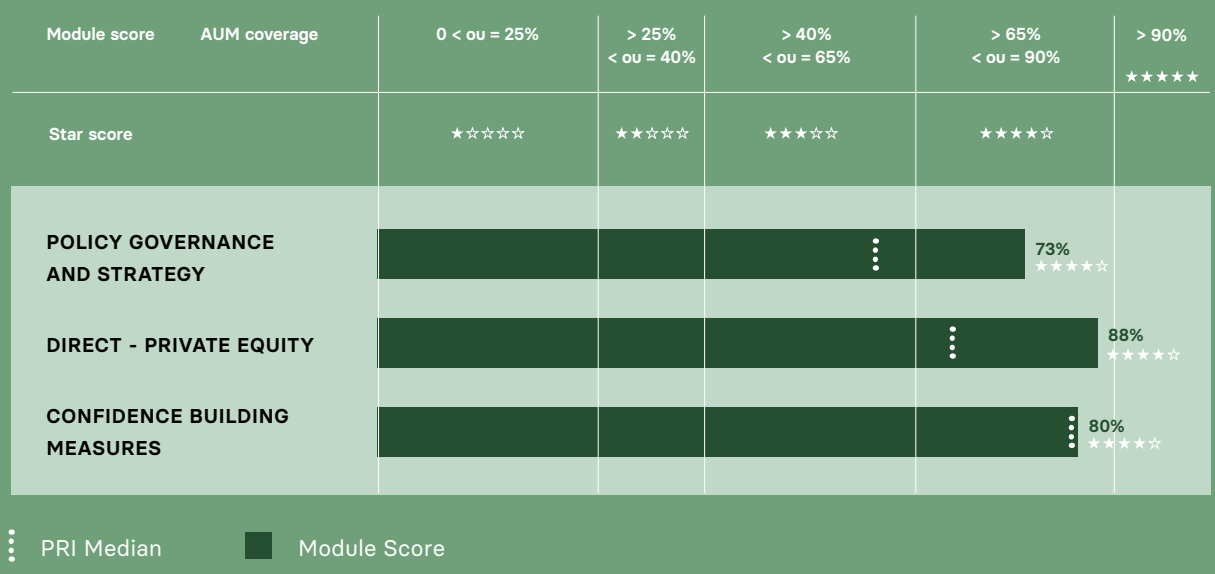 Module score AUM coverage 0 < ou = 25% > 25% > 40% > 65% > 90%
< ou = 40% < ou = 65% < ou = 90%
★★★★★
Star score ★☆☆☆☆ ★★☆☆☆ ★★★☆☆ ★★★★☆
POLICY GOVERNANCE
AND STRATEGY
73%
★★★★☆
DIRECT - PRIVATE EQUITY
88%
★★★★☆
CONFIDENCE BUILDING
MEASURES
80%
★★★★☆
PRI Median Module Score